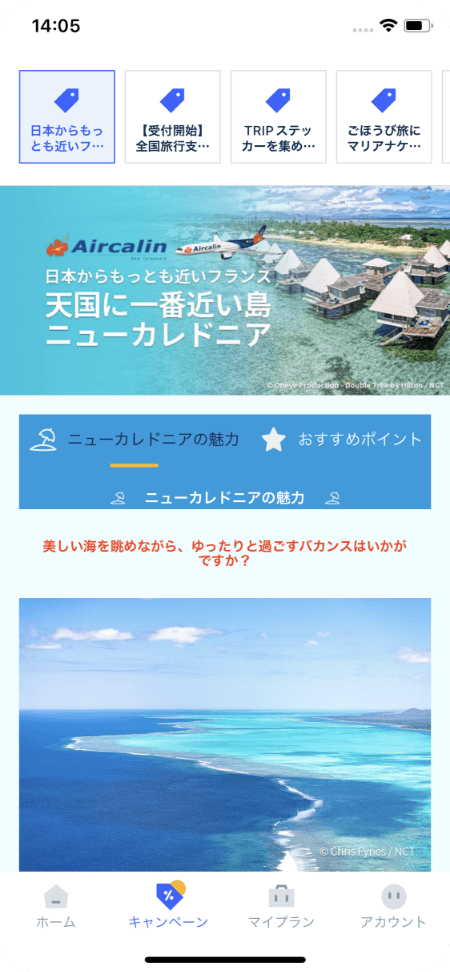 14:05
日本からもっ
とも近いフ…
【受付開始】
全国旅行支…
TRIP ステッ
カーを集め…
ごほうび旅に
マリアナケ…
Aircalin
New Caledonia
Aircalin
日本からもっとも近いフランス
天国に一番近い島
ニューカレドニア
© Oneye Production - Double Tree by Hilton / NCT
ニューカレドニアの魅力
おすすめポイント
ニューカレドニアの魅力
美しい海を眺めながら、ゆったりと過ごすバカンスはいかが
ですか？
© Chris Fynes / NCT
%
ホーム
キャンペーン
マイプラン
アカウント